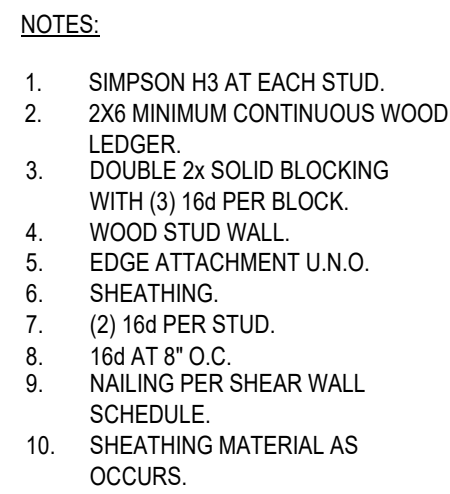 NOTES:
1. SIMPSON H3 AT EACH STUD.
2. 2X6 MINIMUM CONTINUOUS WOOD
LEDGER.
3. DOUBLE 2x SOLID BLOCKING
WITH (3) 16d PER BLOCK.
4. WOOD STUD WALL.
5. EDGE ATTACHMENT U.N.O.
6. SHEATHING.
7. (2) 16d PER STUD.
8. 16d AT 8" O.C.
9. NAILING PER SHEAR WALL
SCHEDULE.
10. SHEATHING MATERIAL AS
OCCURS.